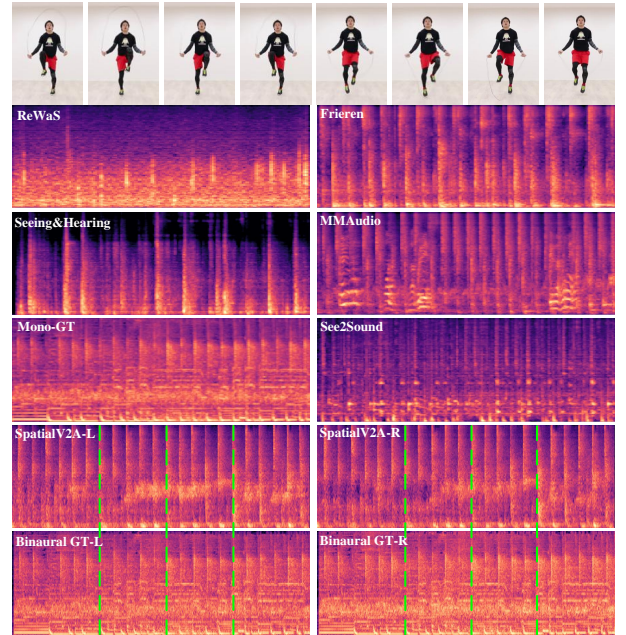 ReWaS
Frieren
Seeing&Hearing
MMAudio
Mono-GT
See2Sound
SpatialV2A-L
SpatialV2A-R
Binaural GT-L
Binaural GT-R